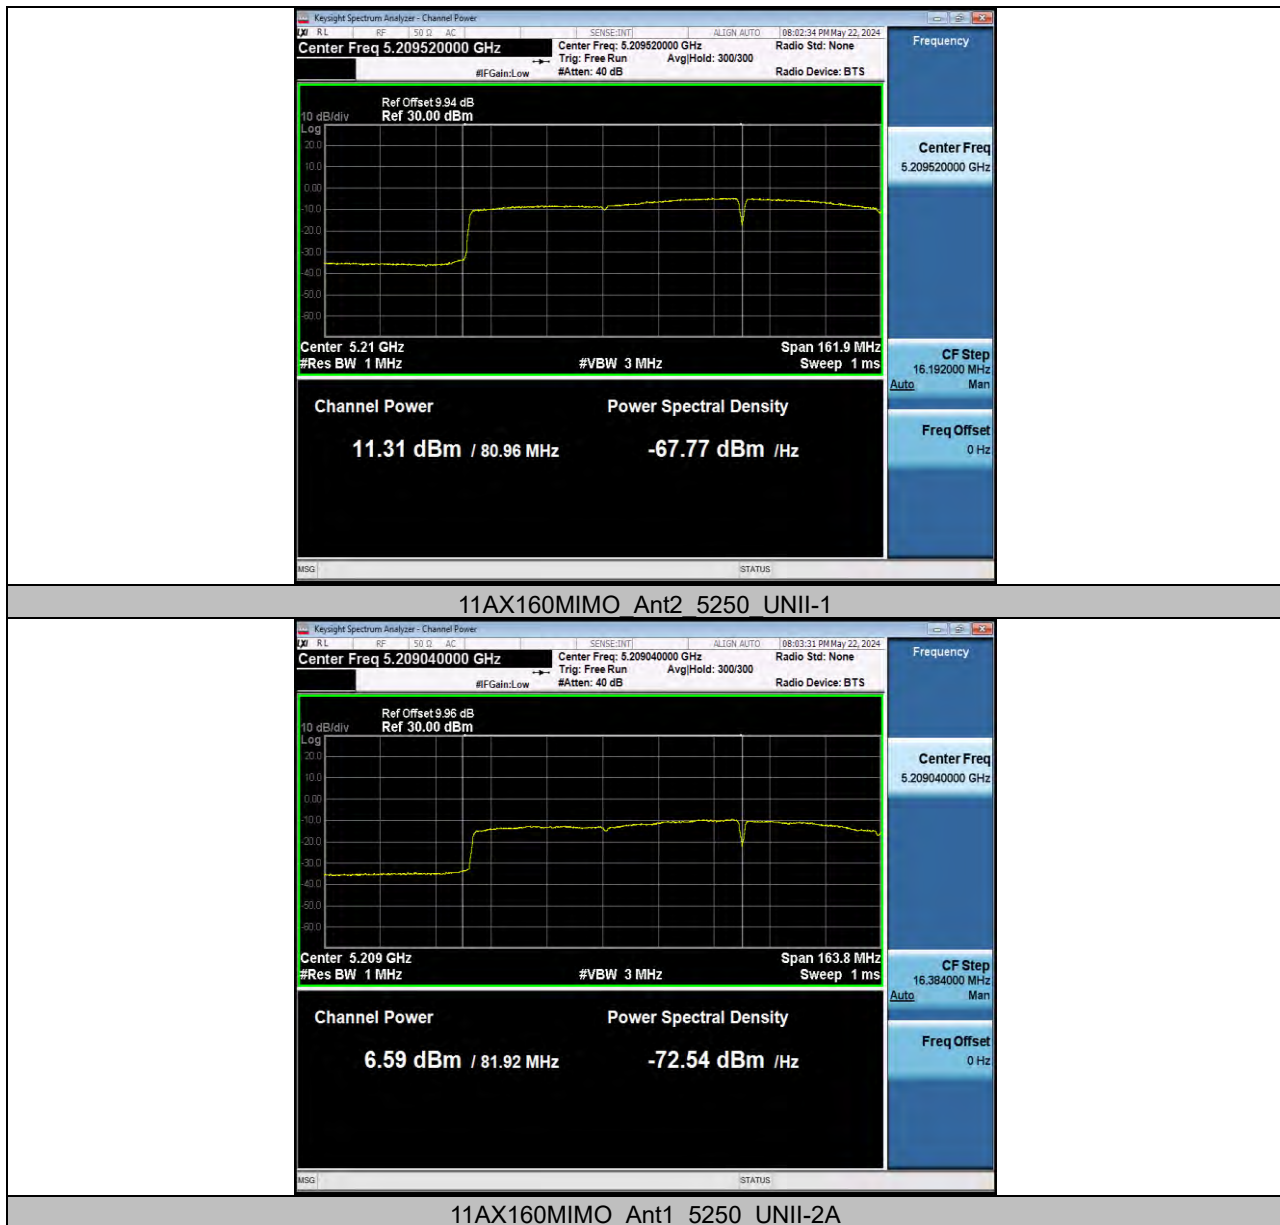 Keysight Spectrum Analyzer - Channel Power
LXI RL RF 50 Ω AC SENSE:INT ALIGN AUTO 08:02:34 PM May 22, 2024
Center Freq 5.209520000 GHz
Center Freq: 5.209520000 GHz
Radio Std: None
Trig: Free Run Avg|Hold: 300/300
#IFGain:Low
#Atten: 40 dB
Radio Device: BTS
Frequency
Ref Offset 9.94 dB
10 dB/div Ref 30.00 dBm
Log
20.0
10.0
0.00
-10.0
-20.0
-30.0
-40.0
-50.0
-60.0
Center Freq
5.209520000 GHz
Center 5.21 GHz Span 161.9 MHz
#Res BW 1 MHz #VBW 3 MHz Sweep 1 ms
CF Step
16.192000 MHz
Auto Man
Channel Power Power Spectral Density
11.31 dBm / 80.96 MHz -67.77 dBm /Hz
Freq Offset
0 Hz
MSG STATUS
11AX160MIMO_Ant2_5250_UNII-1
Keysight Spectrum Analyzer - Channel Power
LXI RL RF 50 Ω AC SENSE:INT ALIGN AUTO 08:03:31 PM May 22, 2024
Center Freq 5.209040000 GHz
Center Freq: 5.209040000 GHz
Radio Std: None
Trig: Free Run Avg|Hold: 300/300
#IFGain:Low
#Atten: 40 dB
Radio Device: BTS
Frequency
Ref Offset 9.96 dB
10 dB/div Ref 30.00 dBm
Log
20.0
10.0
0.00
-10.0
-20.0
-30.0
-40.0
-50.0
-60.0
Center Freq
5.209040000 GHz
Center 5.209 GHz Span 163.8 MHz
#Res BW 1 MHz #VBW 3 MHz Sweep 1 ms
CF Step
16.384000 MHz
Auto Man
Channel Power Power Spectral Density
6.59 dBm / 81.92 MHz -72.54 dBm /Hz
Freq Offset
0 Hz
MSG STATUS
11AX160MIMO_Ant1_5250_UNII-2A